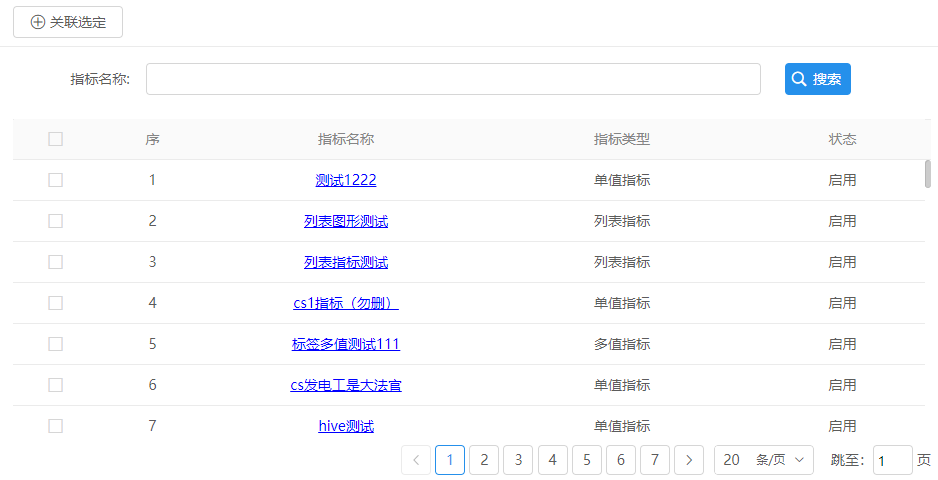 关联选定
指标名称: 搜索
序 指标名称 指标类型 状态
1 测试1222 单值指标 启用
2 列表图形测试 列表指标 启用
3 列表指标测试 列表指标 启用
4 cs1指标（勿删） 单值指标 启用
5 标签多值测试111 多值指标 启用
6 cs发电工是大法官 单值指标 启用
7 hive测试 单值指标 启用
1 2 3 4 5 6 7 20 条/页 跳至: 1 页